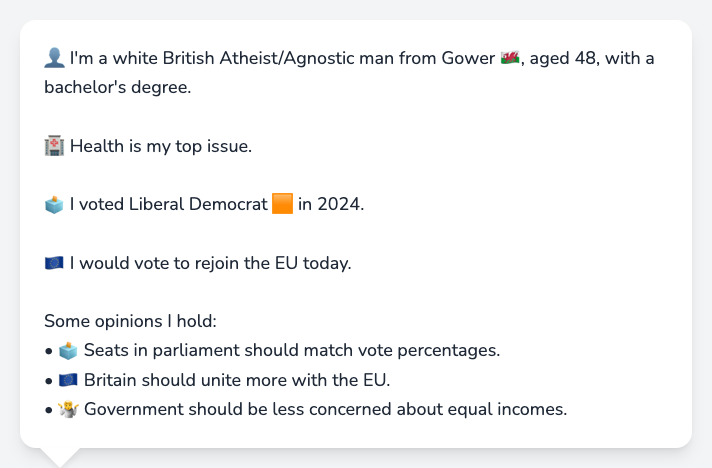 👤 I'm a white British Atheist/Agnostic man from Gower 🏴󠁧󠁢󠁷󠁬󠁳󠁿, aged 48, with a
bachelor's degree.
🏥 Health is my top issue.
🗳️ I voted Liberal Democrat 🟧 in 2024.
🇪🇺 I would vote to rejoin the EU today.
Some opinions I hold:
• 🗳️ Seats in parliament should match vote percentages.
• 🇪🇺 Britain should unite more with the EU.
• 🤷 Government should be less concerned about equal incomes.